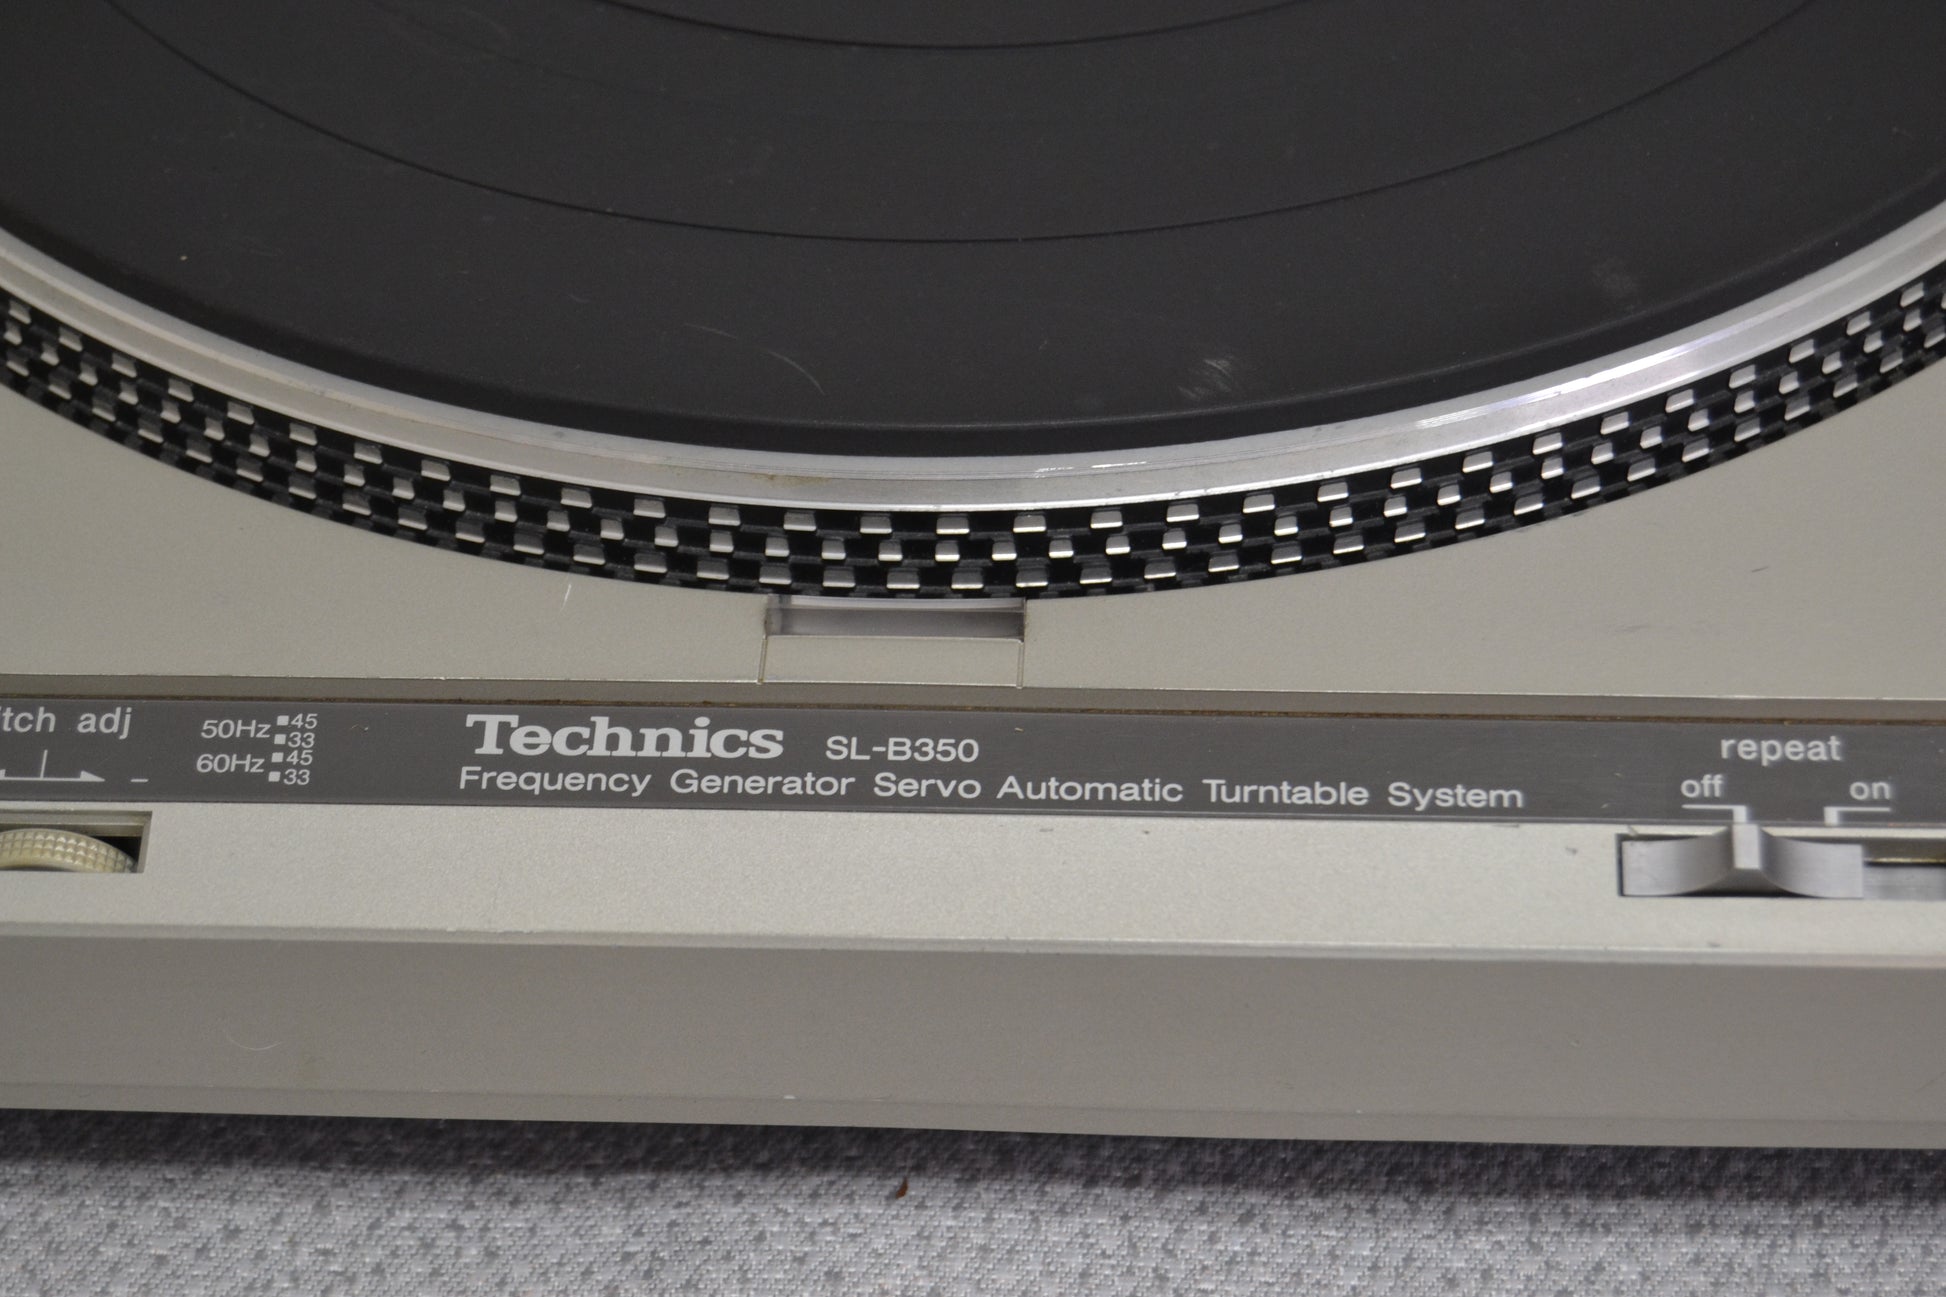 tch adj
50Hz ■45
■33
60Hz ■45
■33
Technics SL-B350
Frequency Generator Servo Automatic Turntable System
repeat
off on